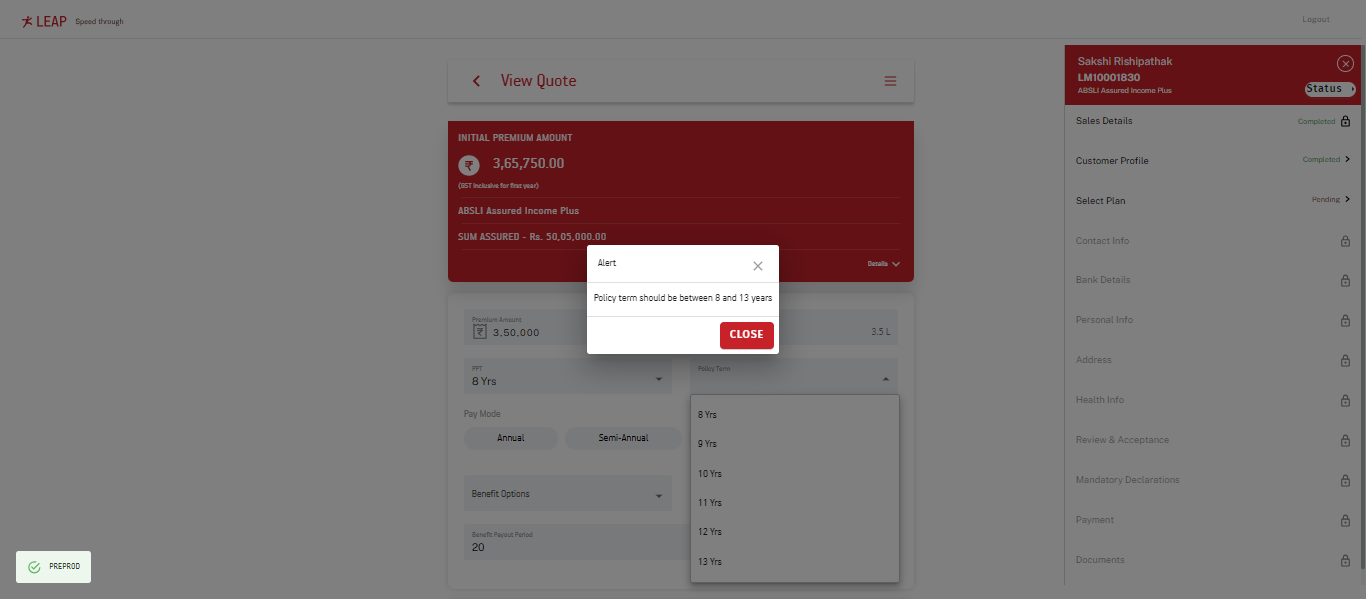 LEAP Speed through
Logout
View Quote
INITIAL PREMIUM AMOUNT
₹ 3,65,750.00
(GST inclusive for first year)
ABSLI Assured Income Plus
SUM ASSURED - Rs. 50,05,000.00
Details
Alert
Policy term should be between 8 and 13 years
CLOSE
Premium Amount
₹ 3,50,000
3.5 L
PPT
8 Yrs
Policy Term
8 Yrs
9 Yrs
10 Yrs
11 Yrs
12 Yrs
13 Yrs
Pay Mode
Annual
Semi-Annual
Benefit Options
Benefit Payout Period
20
PREPROD
Sakshi Rishipathak
LM10001830
ABSLI Assured Income Plus
Status
Sales Details Completed
Customer Profile Completed
Select Plan Pending
Contact Info
Bank Details
Personal Info
Address
Health Info
Review & Acceptance
Mandatory Declarations
Payment
Documents